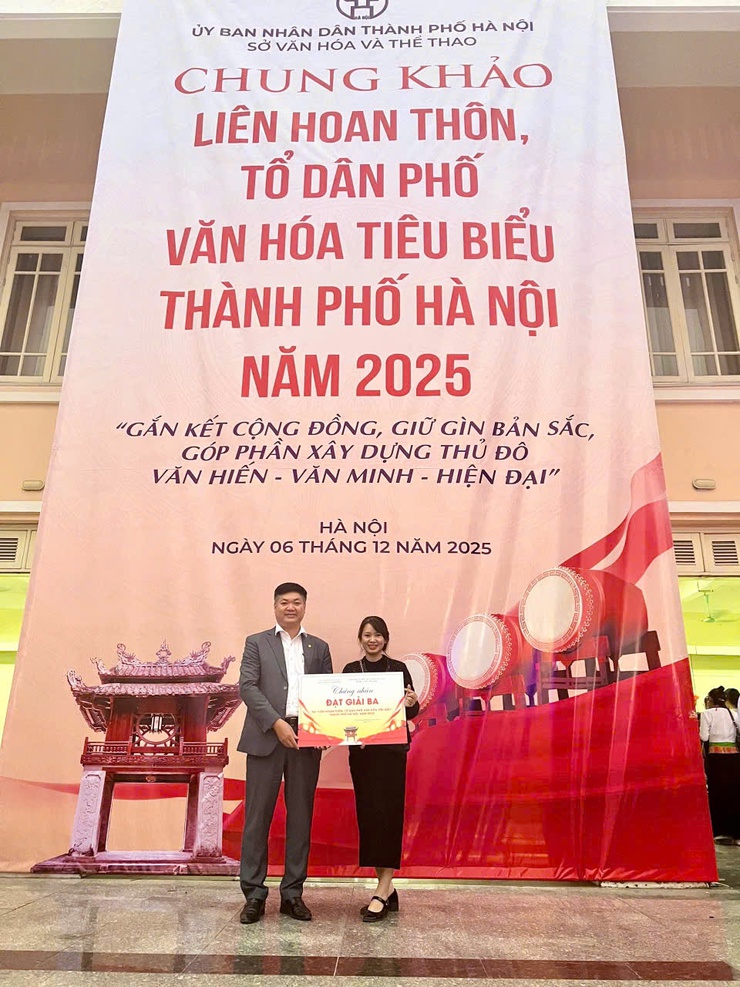 ỦY BAN NHÂN DÂN THÀNH PHỐ HÀ NỘI
SỞ VĂN HÓA VÀ THỂ THAO
CHUNG KHẢO
LIÊN HOAN THÔN,
TỔ DÂN PHỐ
VĂN HÓA TIÊU BIỂU
THÀNH PHỐ HÀ NỘI
NĂM 2025
“GẮN KẾT CỘNG ĐỒNG, GIỮ GÌN BẢN SẮC,
GÓP PHẦN XÂY DỰNG THỦ ĐÔ
VĂN HIẾN - VĂN MINH - HIỆN ĐẠI”
HÀ NỘI
NGÀY 06 THÁNG 12 NĂM 2025
Chứng nhận
ĐẠT GIẢI BA